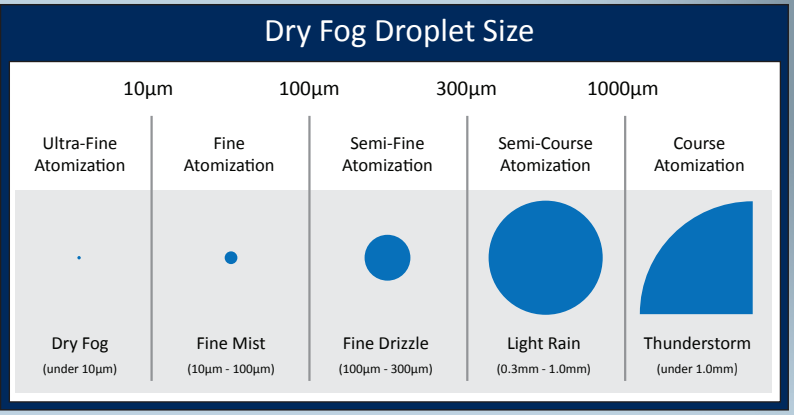 Dry Fog Droplet Size
10µm
100µm
300µm
1000µm
Ultra-Fine
Atomization
Fine
Atomization
Semi-Fine
Atomization
Semi-Course
Atomization
Course
Atomization
Dry Fog
(under 10µm)
Fine Mist
(10µm - 100µm)
Fine Drizzle
(100µm - 300µm)
Light Rain
(0.3mm - 1.0mm)
Thunderstorm
(under 1.0mm)